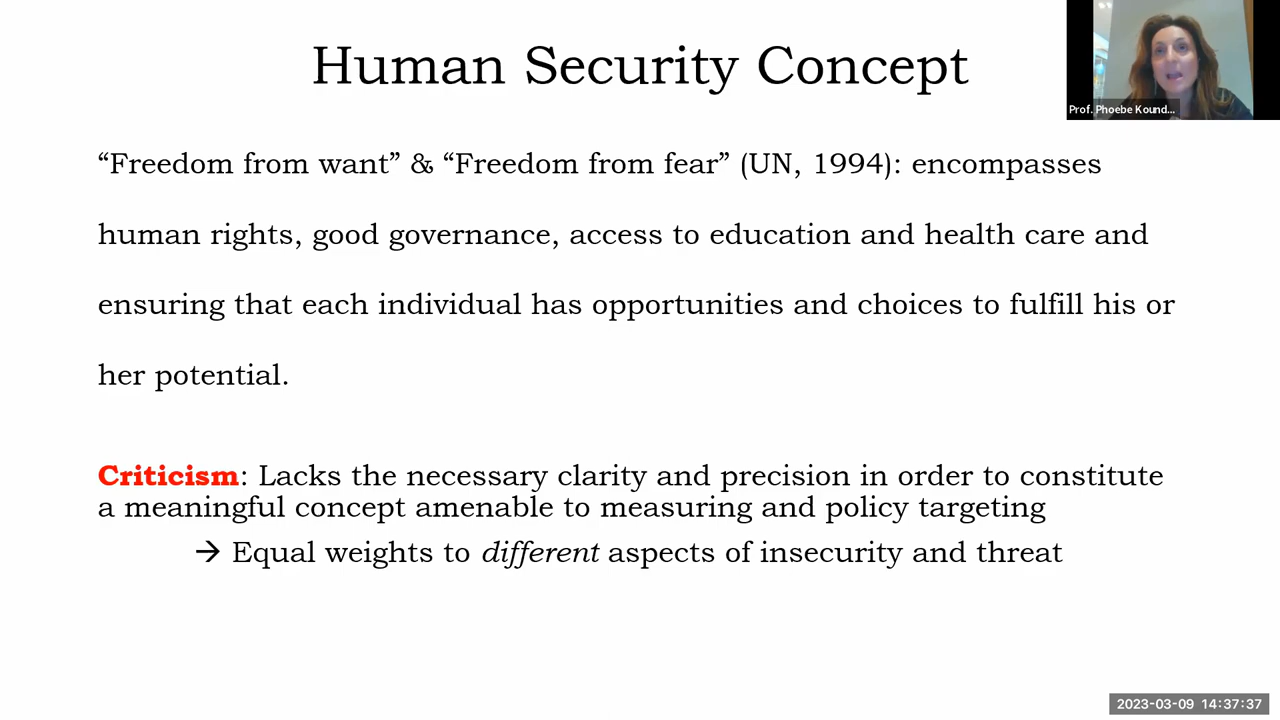 Human Security Concept
Prof. Phoebe Kound...
“Freedom from want” & “Freedom from fear” (UN, 1994): encompasses
human rights, good governance, access to education and health care and
ensuring that each individual has opportunities and choices to fulfill his or
her potential.
Criticism: Lacks the necessary clarity and precision in order to constitute
a meaningful concept amenable to measuring and policy targeting
→ Equal weights to different aspects of insecurity and threat
2023-03-09 14:37:37